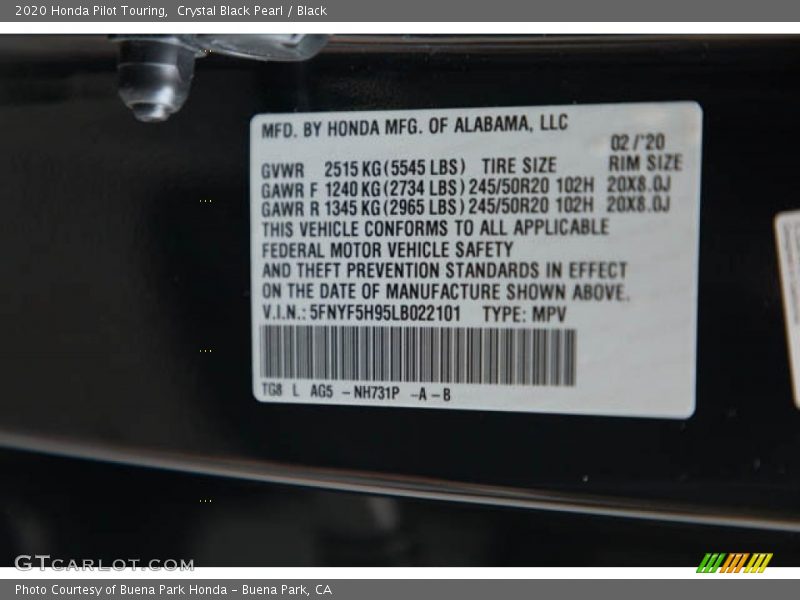 2020 Honda Pilot Touring,  Crystal Black Pearl / Black
MFD. BY HONDA MFG. OF ALABAMA, LLC
02/'20
GVWR 2515 KG (5545 LBS) TIRE SIZE RIM SIZE
GAWR F 1240 KG (2734 LBS) 245/50R20 102H 20X8.0J
GAWR R 1345 KG (2965 LBS) 245/50R20 102H 20X8.0J
THIS VEHICLE CONFORMS TO ALL APPLICABLE
FEDERAL MOTOR VEHICLE SAFETY
AND THEFT PREVENTION STANDARDS IN EFFECT
ON THE DATE OF MANUFACTURE SHOWN ABOVE.
V.I.N.: 5FNYF5H95LB022101 TYPE: MPV
TG8 L AG5 - NH731P - A - B
GTCARLOT.COM
Photo Courtesy of Buena Park Honda - Buena Park, CA